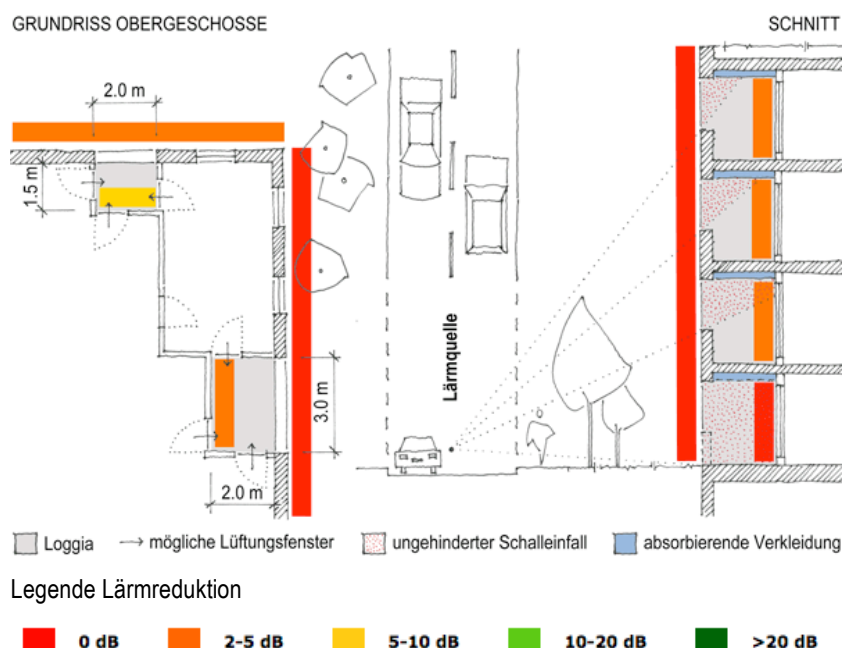 GRUNDRISS OBERGESCHOSSE
SCHNITT
2.0 m
1.5 m
Lärmquelle
3.0 m
2.0 m
Loggia
mögliche Lüftungsfenster
ungehinderter Schalleinfall
absorbierende Verkleidung
Legende Lärmreduktion
0 dB
2-5 dB
5-10 dB
10-20 dB
>20 dB